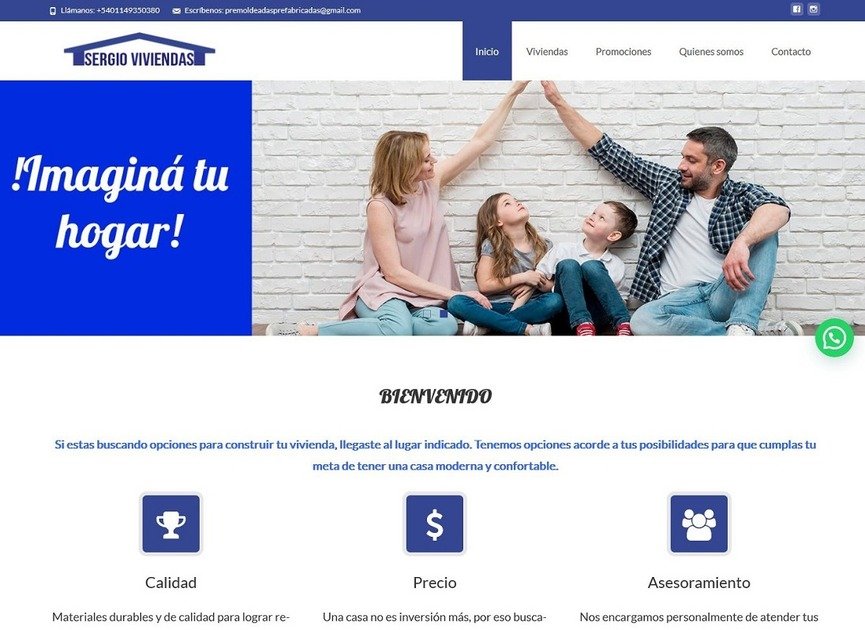 Llámanos: +5401149350380 Escríbenos: premoldeadasprefabricadas@gmail.com
SERGIO VIVIENDAS
Inicio Viviendas Promociones Quienes somos Contacto
!Imaginá tu
hogar!
BIENVENIDO
Si estas buscando opciones para construir tu vivienda, llegaste al lugar indicado. Tenemos opciones acorde a tus posibilidades para que cumplas tu
meta de tener una casa moderna y confortable.
Calidad Precio Asesoramiento
Materiales durables y de calidad para lograr re- Una casa no es inversión más, por eso busca- Nos encargamos personalmente de atender tus